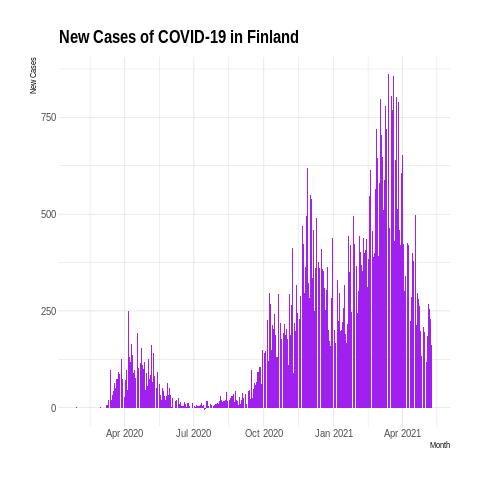 New Cases of COVID-19 in Finland
New Cases
750
500
250
0
Apr 2020
Jul 2020
Oct 2020
Jan 2021
Apr 2021
Month